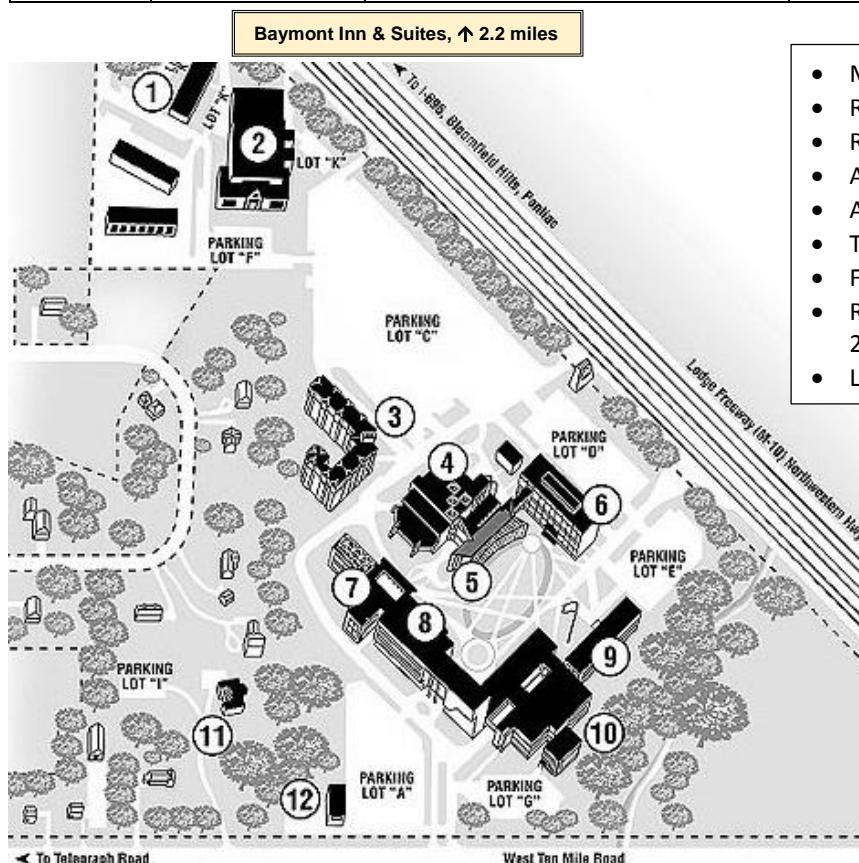 Baymont Inn & Suites, ↑ 2.2 miles
To I-696, Bloomfield Hills, Pontiac
• M
• R
• R
• A
• A
• T
• F
• R
2
• L
1
LOT "K"
2
LOT "K"
PARKING
LOT "F"
PARKING
LOT "C"
Lodge Freeway (M-10) Northwestern Hwy
3
4
PARKING
LOT "D"
6
5
PARKING
LOT "E"
7
8
9
PARKING
LOT "I"
11
10
12
PARKING
LOT "A"
PARKING
LOT "G"
To Telegraph Road
West Ten Mile Road